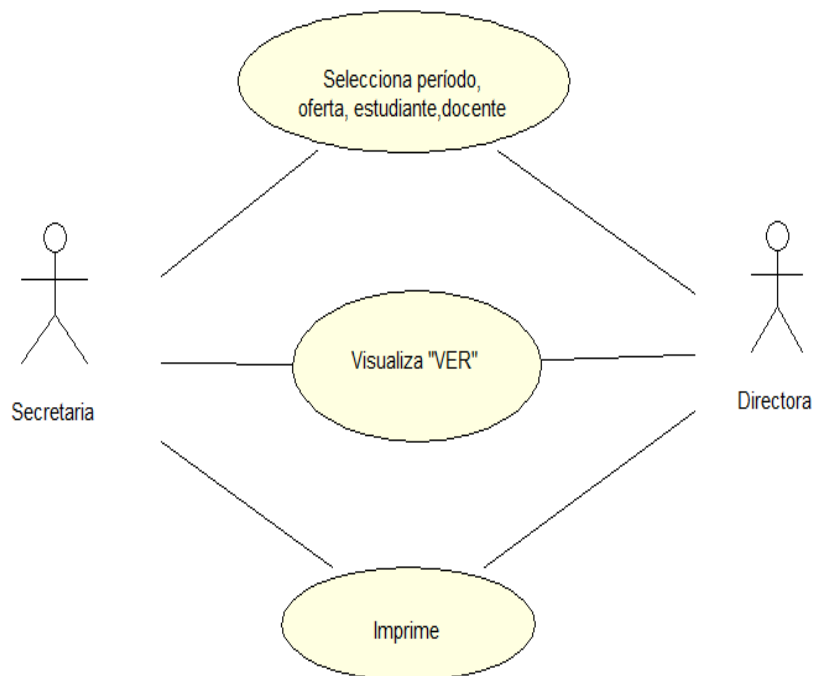 Selecciona período,
oferta, estudiante,docente
Visualiza "VER"
Secretaria
Directora
Imprime